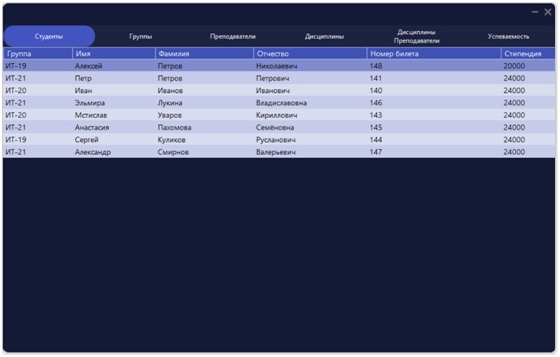 Студенты Группы Преподаватели Дисциплины Дисциплины Преподаватели Успеваемость
Группа Имя Фамилия Отчество Номер билета Стипендия
ИТ-19 Алексей Петров Николаевич 148 20000
ИТ-21 Петр Петров Петрович 141 24000
ИТ-20 Иван Иванов Иванович 140 24000
ИТ-21 Эльмира Лукина Владиславовна 146 24000
ИТ-20 Мстислав Уваров Кириллович 143 24000
ИТ-21 Анастасия Пахомова Семёновна 145 24000
ИТ-19 Сергей Куликов Русланович 144 24000
ИТ-21 Александр Смирнов Валерьевич 147 24000